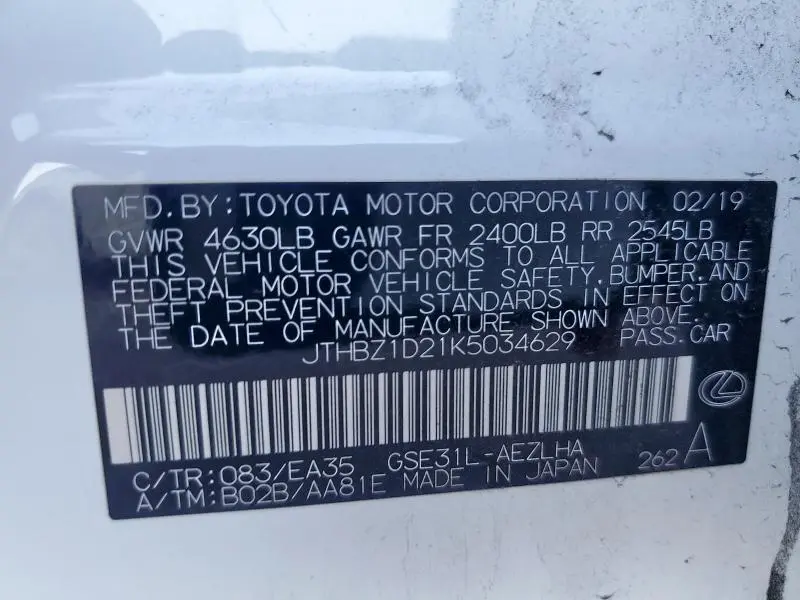 MFD. BY: TOYOTA MOTOR CORPORATION 02/19
GVWR 4630LB GAWR FR 2400LB RR 2545LB
THIS VEHICLE CONFORMS TO ALL APPLICABLE
FEDERAL MOTOR VEHICLE SAFETY, BUMPER, AND
THEFT PREVENTION STANDARDS IN EFFECT ON
THE DATE OF MANUFACTURE SHOWN ABOVE.
JTHBZ1D21K5034629 PASS.CAR
C/TR: 083/EA35 GSE31L-AEZLHA
A/TM: B02B/AA81E MADE IN JAPAN 262 A